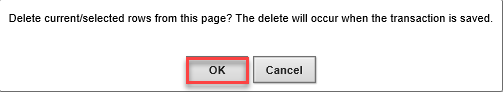 Delete current/selected rows from this page? The delete will occur when the transaction is saved.
OK Cancel